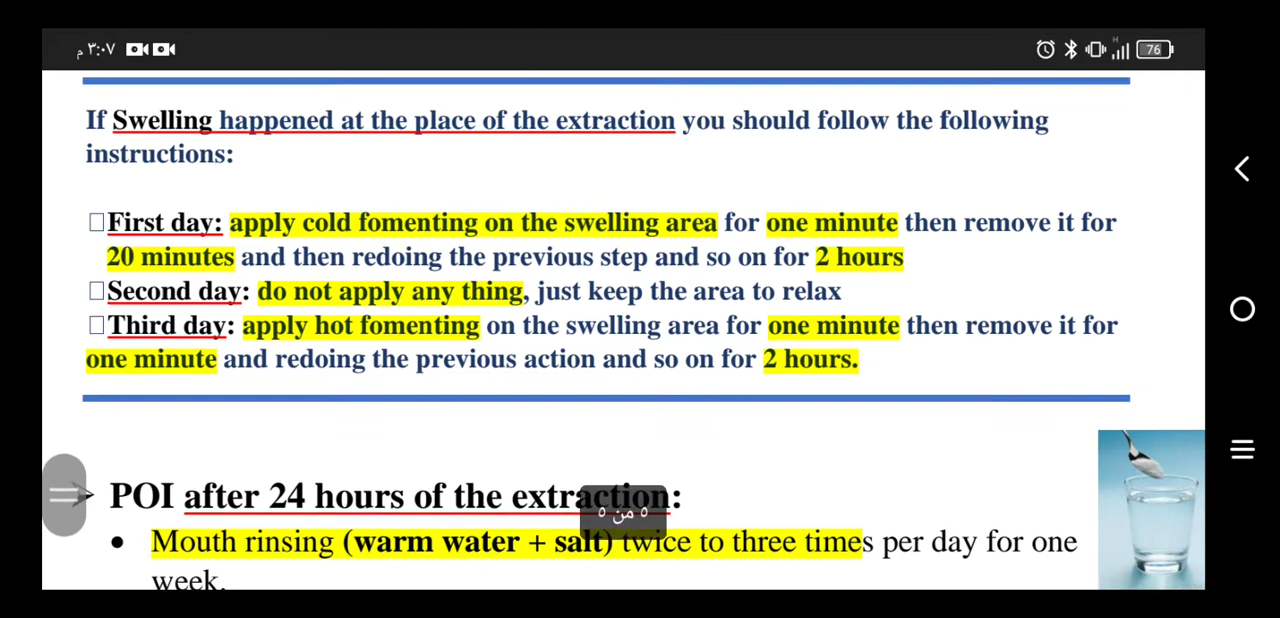 ٣:٠٧ م
H
76
If Swelling happened at the place of the extraction you should follow the following
instructions:
First day: apply cold fomenting on the swelling area for one minute then remove it for
20 minutes and then redoing the previous step and so on for 2 hours
Second day: do not apply any thing, just keep the area to relax
Third day: apply hot fomenting on the swelling area for one minute then remove it for
one minute and redoing the previous action and so on for 2 hours.
➢ POI after 24 hours of the extraction:
٥ من ٥
• Mouth rinsing (warm water + salt) twice to three times per day for one
week.